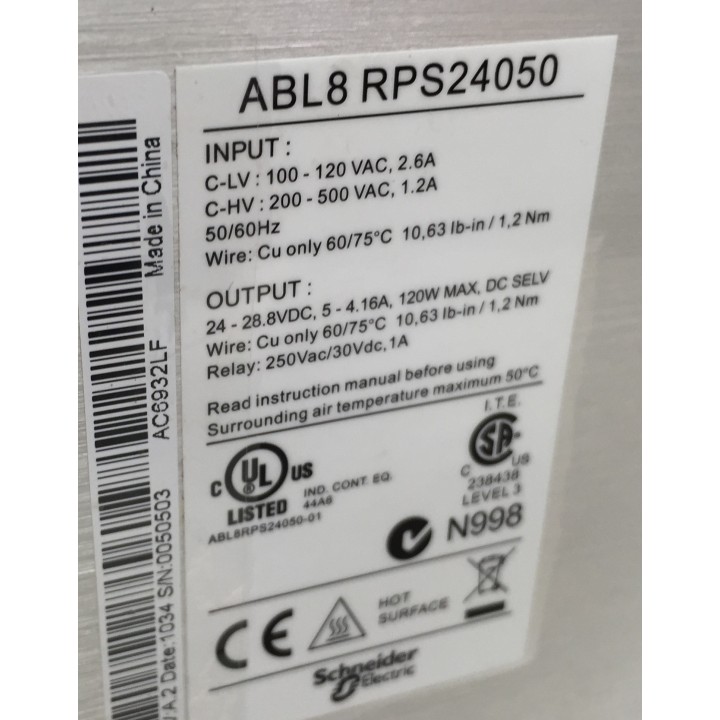 ABL8 RPS24050
INPUT :
C-LV : 100 - 120 VAC, 2.6A
C-HV : 200 - 500 VAC, 1.2A
50/60Hz
Wire: Cu only 60/75°C 10,63 lb-in / 1,2 Nm
OUTPUT :
24 - 28.8VDC, 5 - 4.16A, 120W MAX, DC SELV
Wire: Cu only 60/75°C 10,63 lb-in / 1,2 Nm
Relay: 250Vac/30Vdc, 1A
Read instruction manual before using
Surrounding air temperature maximum 50°C
C UL US
®
LISTED
IND. CONT. EQ.
44A6
ABL8RPS24050-01
I.T.E.
SA
C US
238438
LEVEL 3
N998
CE
HOT
SURFACE
Schneider
Electric
AC6932LF Made in China
A.2 Date:1034 S/N:0050503